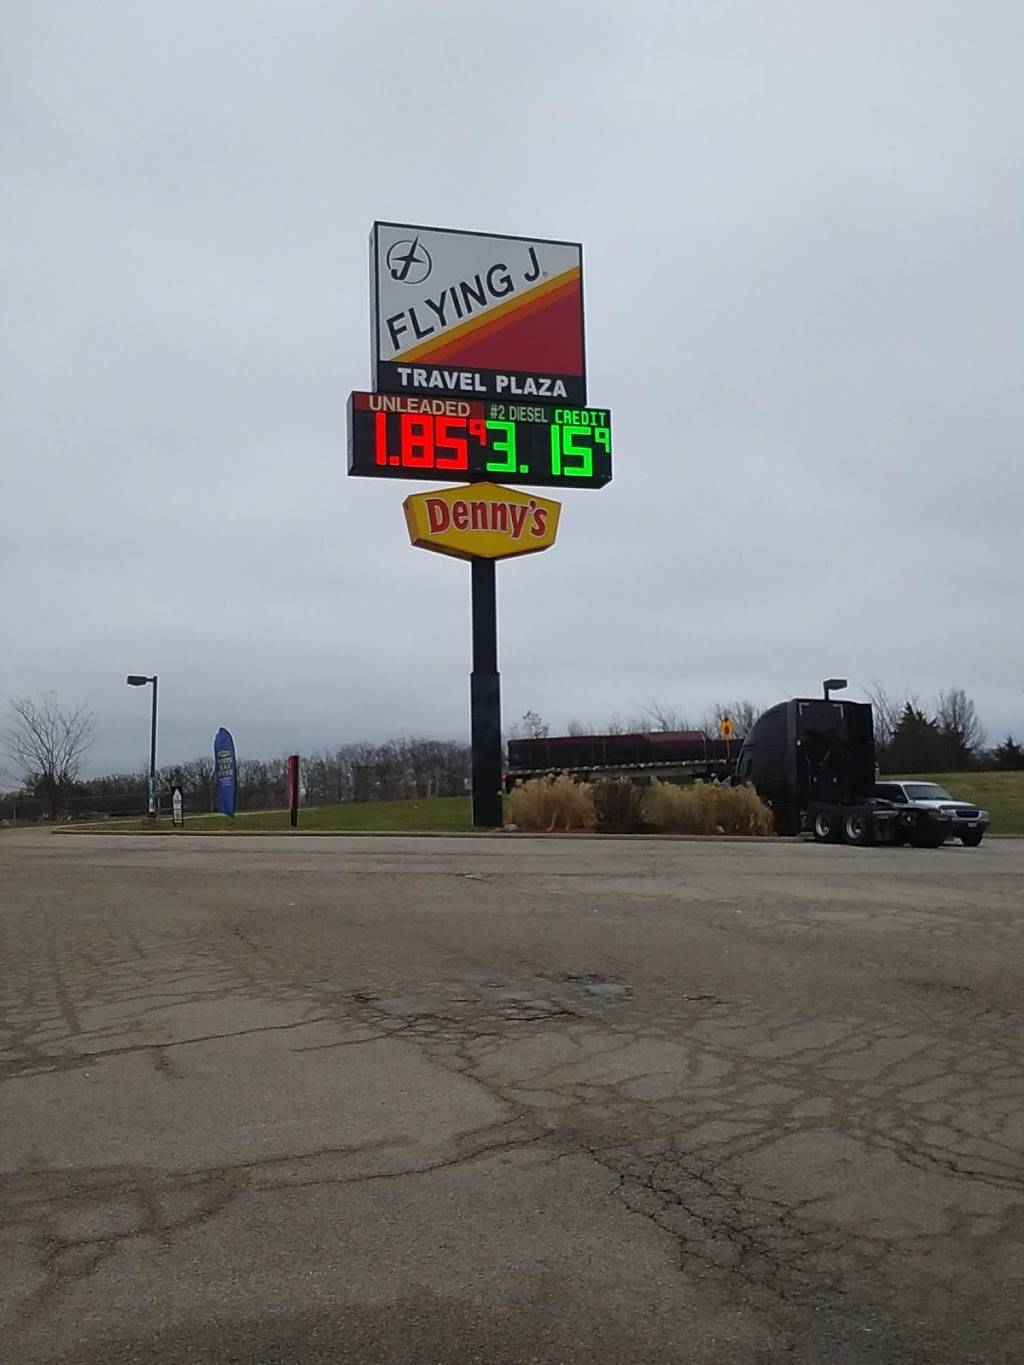 FLYING J
TRAVEL PLAZA
UNLEADED #2 DIESEL CREDIT
1.85⁹ 3.15⁹
Denny's